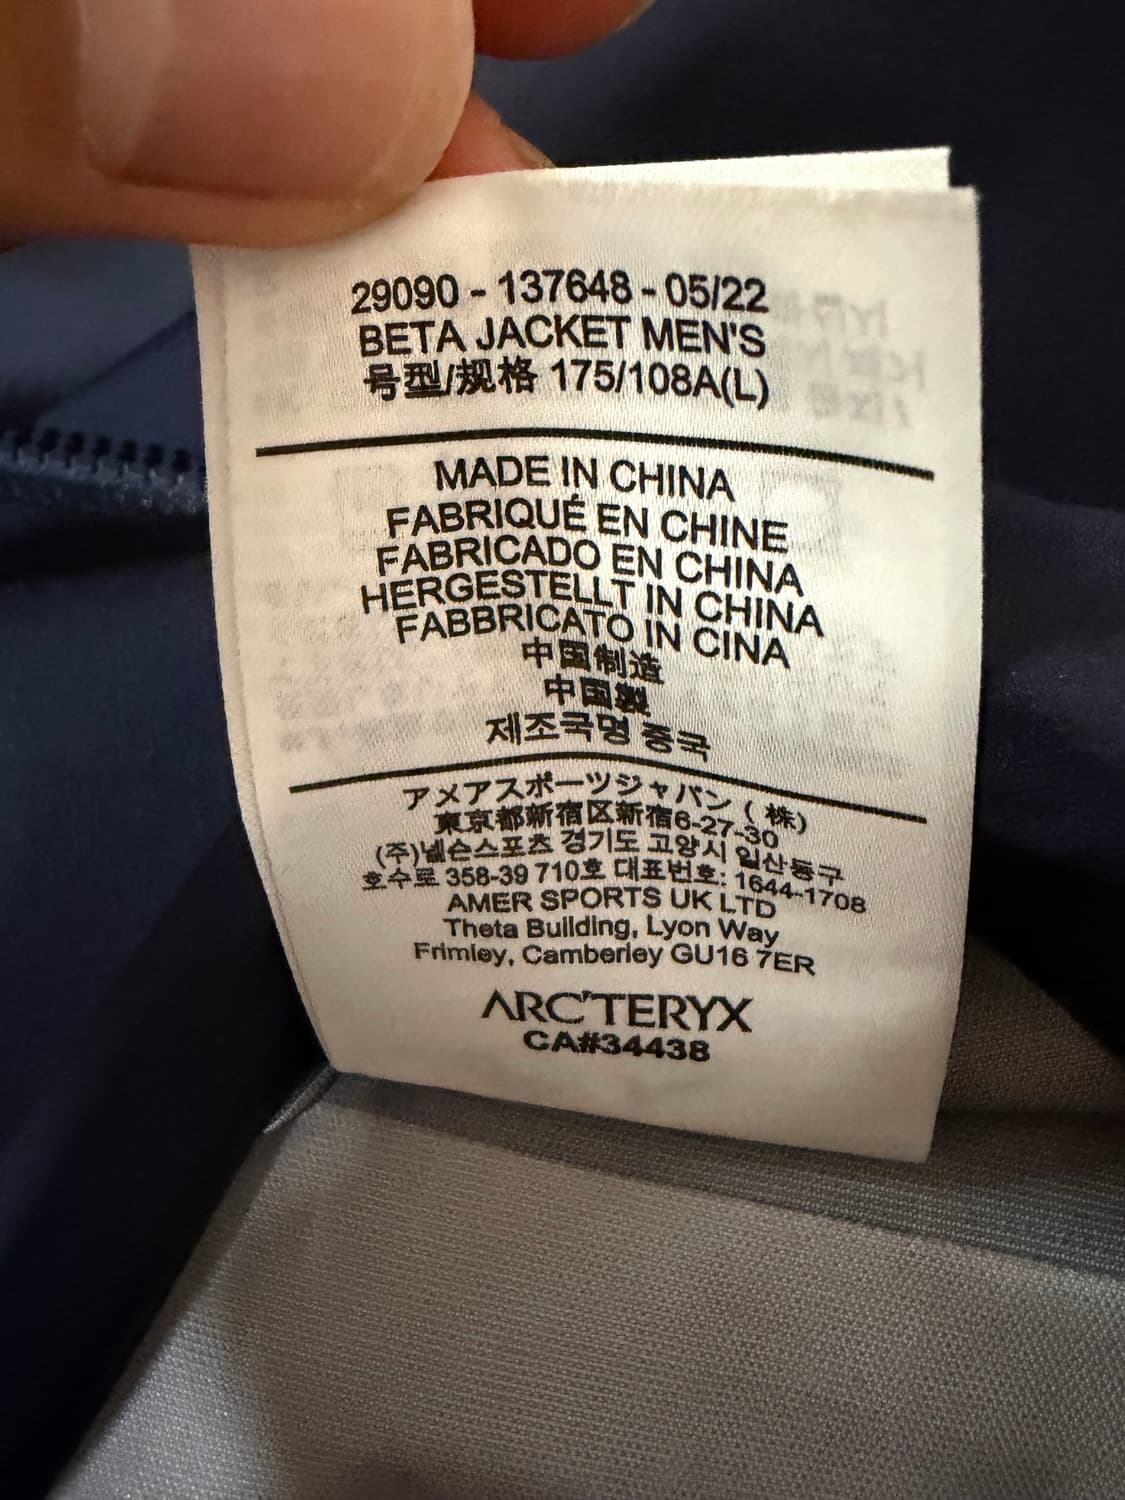 29090 - 137648 - 05/22
BETA JACKET MEN'S
号型/规格 175/108A(L)
MADE IN CHINA
FABRIQUÉ EN CHINE
FABRICADO EN CHINA
HERGESTELLT IN CHINA
FABBRICATO IN CINA
中国制造
中国製
제조국명 중국
アメアスポーツジャパン (株)
東京都新宿区新宿6-27-30
(주)넬슨스포츠 경기도 고양시 일산동구
호수로 358-39 710호 대표번호: 1644-1708
AMER SPORTS UK LTD
Theta Building, Lyon Way
Frimley, Camberley GU16 7ER
ARC'TERYX
CA#34438